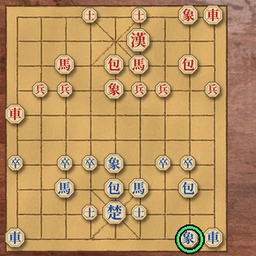 士 士 象 車
漢
馬 包 馬 包
兵 兵 象 兵 兵 兵
車
卒 卒 卒 象 卒 卒
馬 包 馬 包
士 楚 士
車 象 車